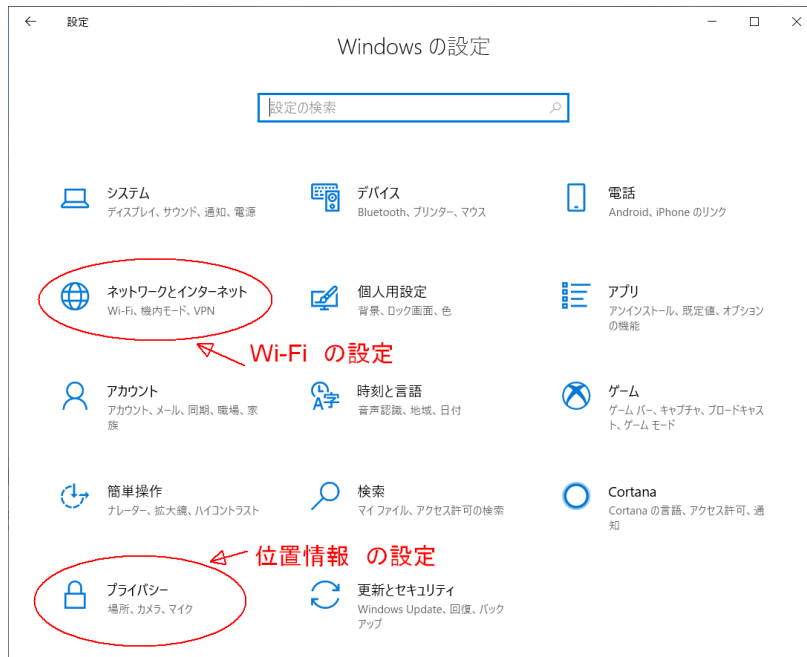 設定
Windows の設定
設定の検索
システム
ディスプレイ、サウンド、通知、電源
デバイス
Bluetooth、プリンター、マウス
電話
Android、iPhone のリンク
ネットワークとインターネット
Wi-Fi、機内モード、VPN
個人用設定
背景、ロック画面、色
アプリ
アンインストール、既定値、オプション
の機能
Wi-Fi の設定
アカウント
アカウント、メール、同期、職場、家
族
時刻と言語
音声認識、地域、日付
ゲーム
ゲーム バー、キャプチャ、ブロードキャス
ト、ゲーム モード
簡単操作
ナレーター、拡大鏡、ハイコントラスト
検索
マイ ファイル、アクセス許可の検索
Cortana
Cortana の言語、アクセス許可、通
知
位置情報 の設定
プライバシー
場所、カメラ、マイク
更新とセキュリティ
Windows Update、回復、バック
アップ